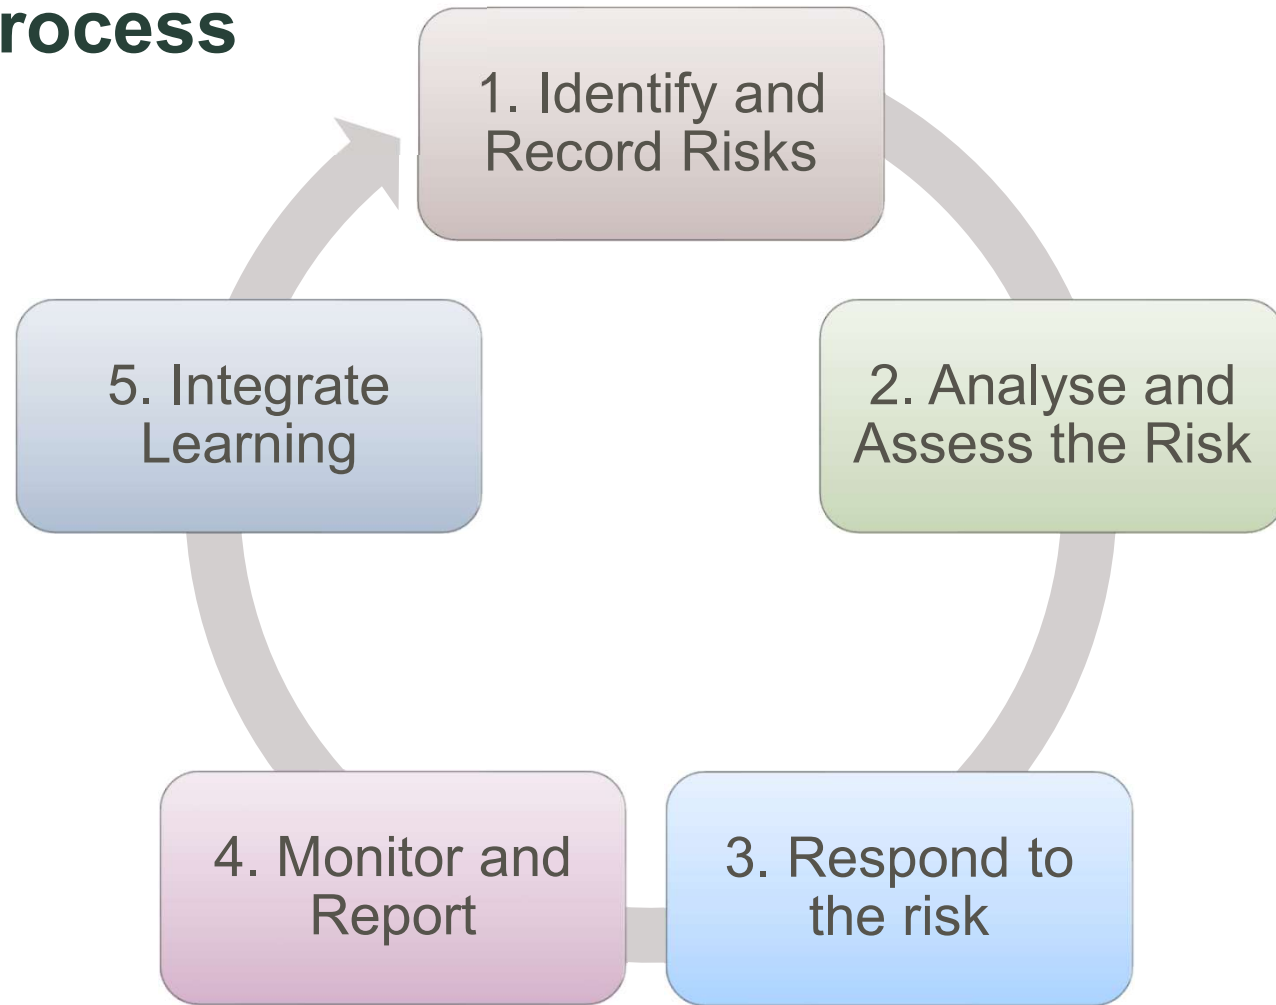 rocess
1. Identify and
Record Risks
2. Analyse and
Assess the Risk
3. Respond to
the risk
4. Monitor and
Report
5. Integrate
Learning